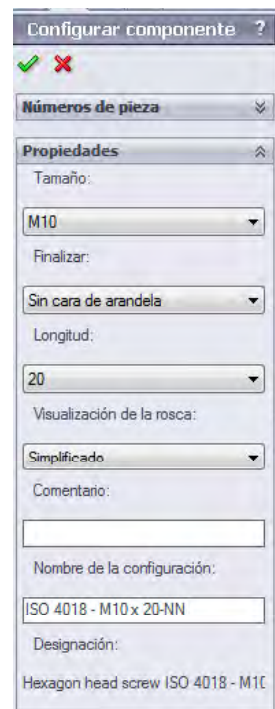 Configurar componente ?
Números de pieza
Propiedades
Tamaño:
M10
Finalizar:
Sin cara de arandela
Longitud:
20
Visualización de la rosca:
Simplificado
Comentario:
Nombre de la configuración:
ISO 4018 - M10 x 20-NN
Designación:
Hexagon head screw ISO 4018 - M10